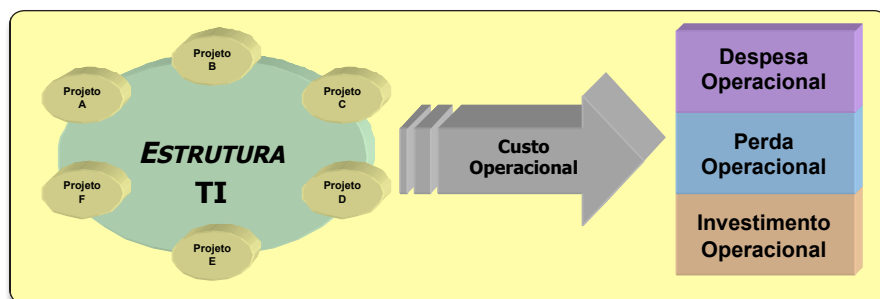 Projeto
B
Projeto
A
Projeto
C
ESTRUTURA
TI
Projeto
F
Projeto
D
Projeto
E
Custo
Operacional
Despesa
Operacional
Perda
Operacional
Investimento
Operacional